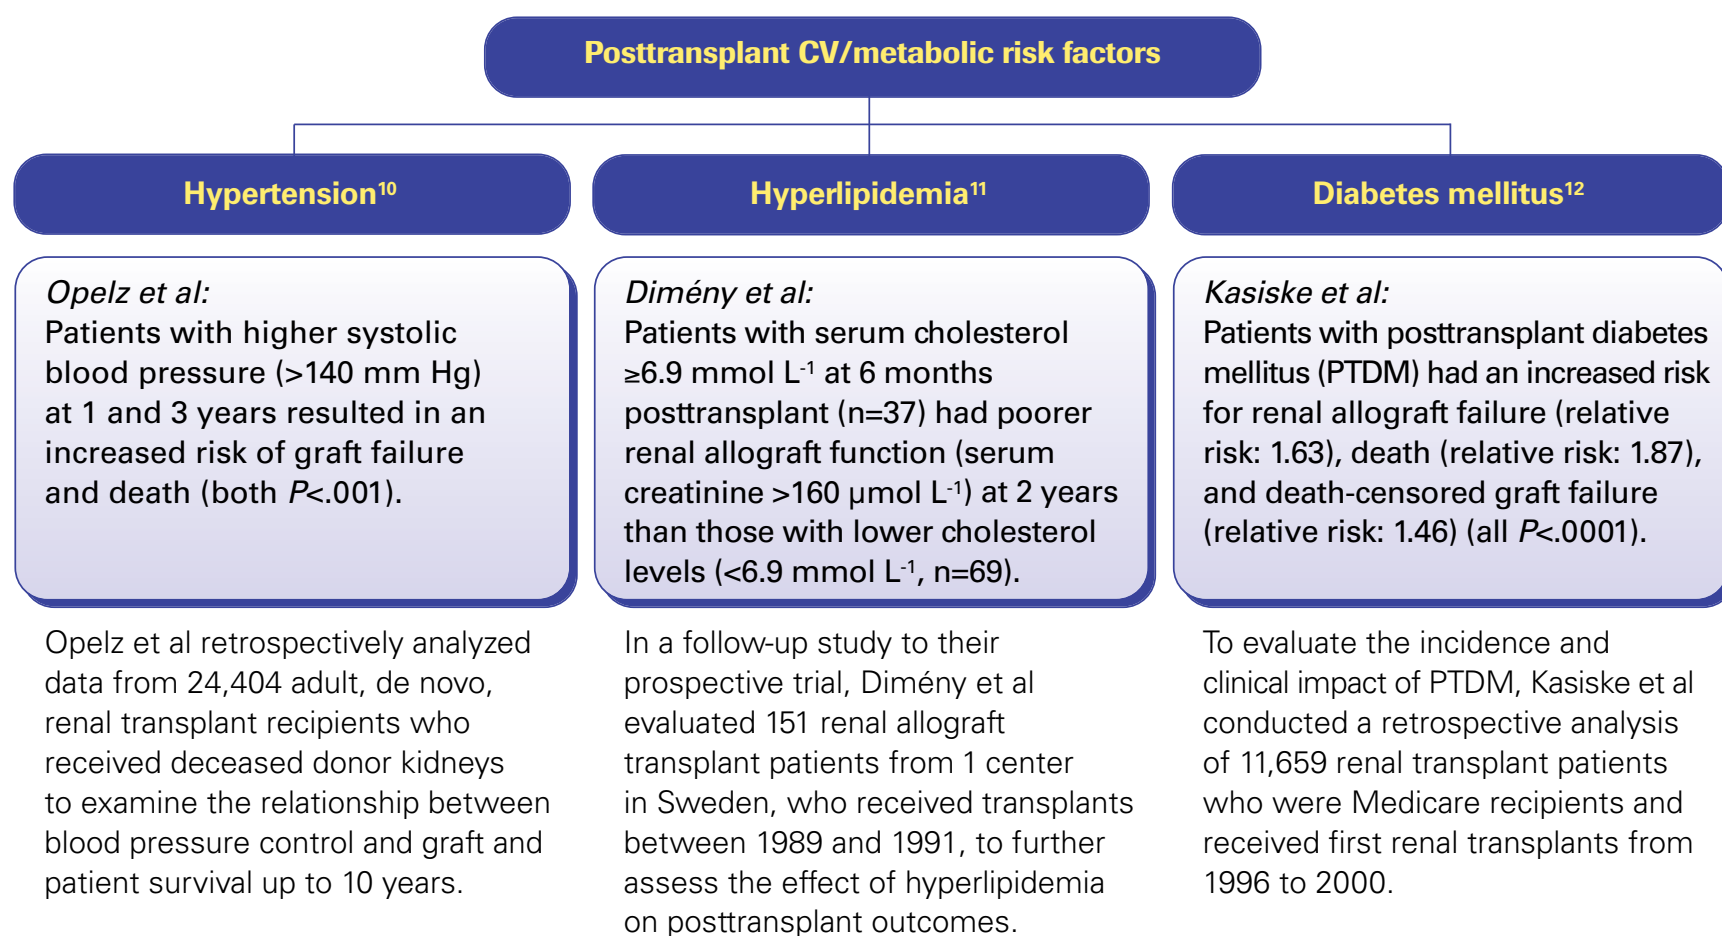 Posttransplant CV/metabolic risk factors
Hypertension¹⁰
Hyperlipidemia¹¹
Diabetes mellitus¹²
Opelz et al:
Patients with higher systolic
blood pressure (>140 mm Hg)
at 1 and 3 years resulted in an
increased risk of graft failure
and death (both P<.001).
Dimény et al:
Patients with serum cholesterol
≥6.9 mmol L⁻¹ at 6 months
posttransplant (n=37) had poorer
renal allograft function (serum
creatinine >160 µmol L⁻¹) at 2 years
than those with lower cholesterol
levels (<6.9 mmol L⁻¹, n=69).
Kasiske et al:
Patients with posttransplant diabetes
mellitus (PTDM) had an increased risk
for renal allograft failure (relative
risk: 1.63), death (relative risk: 1.87),
and death-censored graft failure
(relative risk: 1.46) (all P<.0001).
Opelz et al retrospectively analyzed
data from 24,404 adult, de novo,
renal transplant recipients who
received deceased donor kidneys
to examine the relationship between
blood pressure control and graft and
patient survival up to 10 years.
In a follow-up study to their
prospective trial, Dimény et al
evaluated 151 renal allograft
transplant patients from 1 center
in Sweden, who received transplants
between 1989 and 1991, to further
assess the effect of hyperlipidemia
on posttransplant outcomes.
To evaluate the incidence and
clinical impact of PTDM, Kasiske et al
conducted a retrospective analysis
of 11,659 renal transplant patients
who were Medicare recipients and
received first renal transplants from
1996 to 2000.